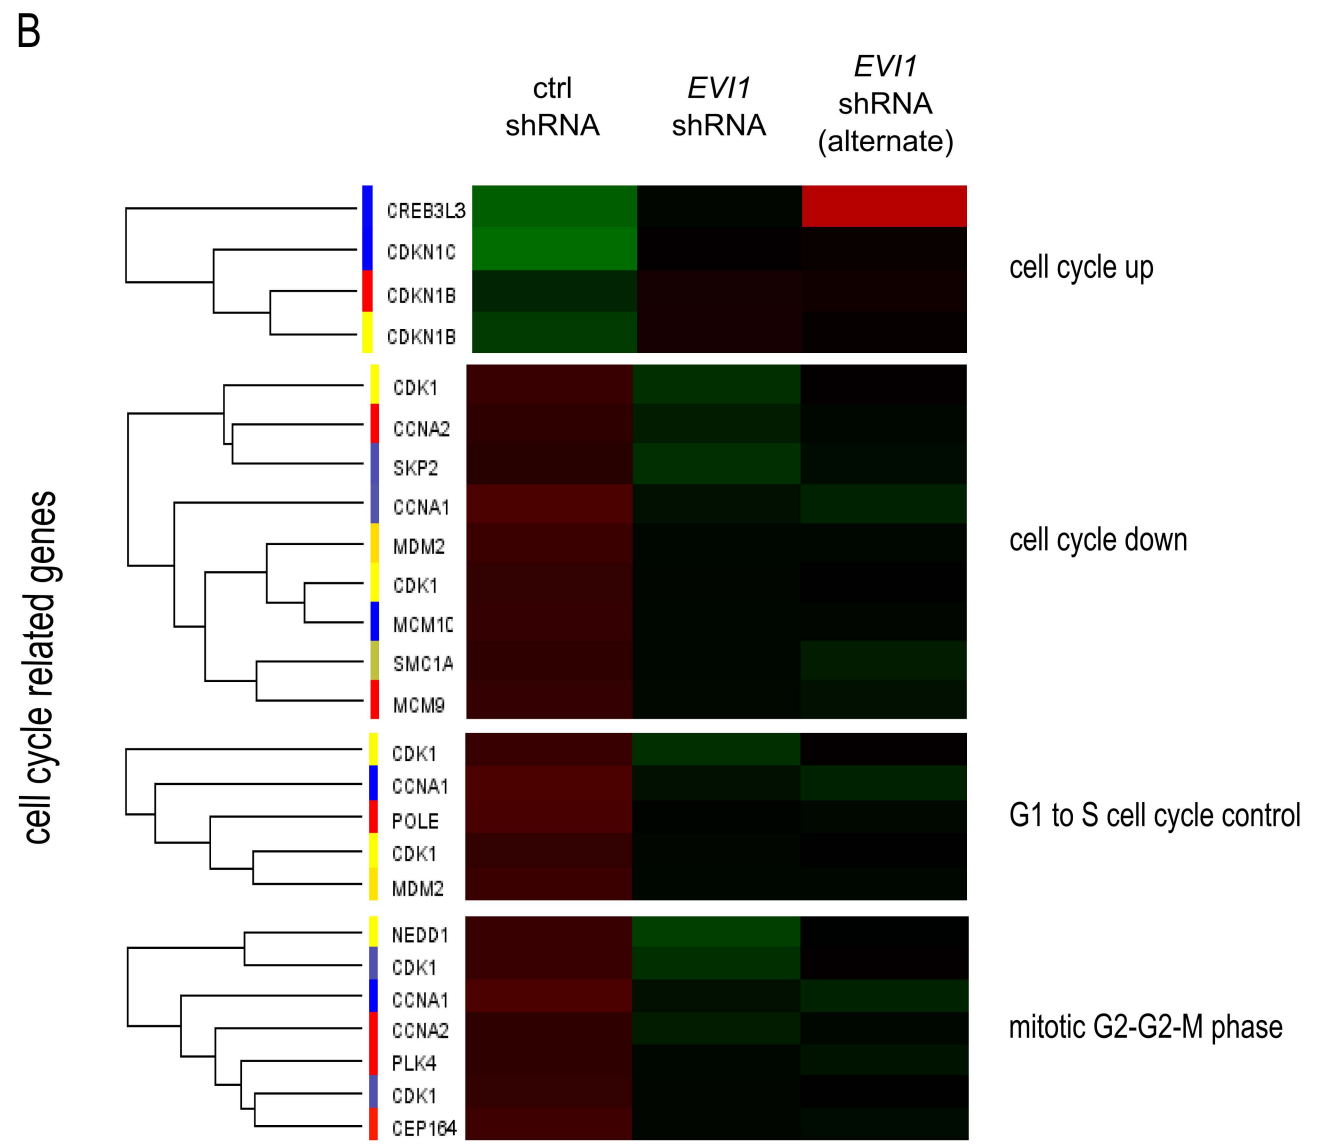 B
ctrl
shRNA
EVI1
shRNA
EVI1
shRNA
(alternate)
cell cycle related genes
CREB3L3
CDKN1C
CDKN1B
CDKN1B
cell cycle up
CDK1
CCNA2
SKP2
CCNA1
MDM2
CDK1
MCM10
SMC1A
MCM9
cell cycle down
CDK1
CCNA1
POLE
CDK1
MDM2
G1 to S cell cycle control
NEDD1
CDK1
CCNA1
CCNA2
PLK4
CDK1
CEP164
mitotic G2-G2-M phase